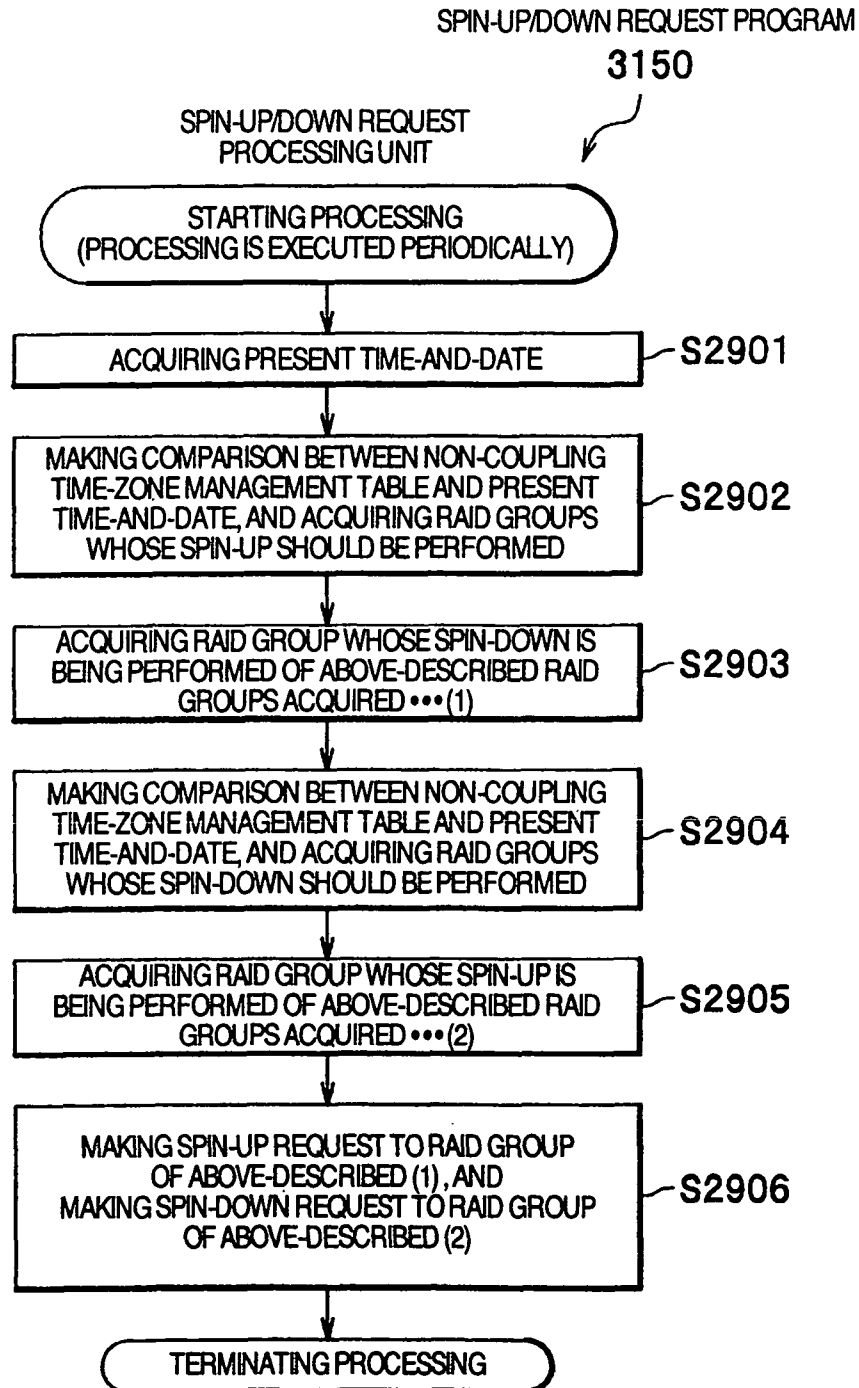 SPIN-UP/DOWN REQUEST PROGRAM
3150
SPIN-UP/DOWN REQUEST
PROCESSING UNIT
STARTING PROCESSING
(PROCESSING IS EXECUTED PERIODICALLY)
ACQUIRING PRESENT TIME-AND-DATE
S2901
MAKING COMPARISON BETWEEN NON-COUPLING
TIME-ZONE MANAGEMENT TABLE AND PRESENT
TIME-AND-DATE, AND ACQUIRING RAID GROUPS
WHOSE SPIN-UP SHOULD BE PERFORMED
S2902
ACQUIRING RAID GROUP WHOSE SPIN-DOWN IS
BEING PERFORMED OF ABOVE-DESCRIBED RAID
GROUPS ACQUIRED •••(1)
S2903
MAKING COMPARISON BETWEEN NON-COUPLING
TIME-ZONE MANAGEMENT TABLE AND PRESENT
TIME-AND-DATE, AND ACQUIRING RAID GROUPS
WHOSE SPIN-DOWN SHOULD BE PERFORMED
S2904
ACQUIRING RAID GROUP WHOSE SPIN-UP IS
BEING PERFORMED OF ABOVE-DESCRIBED RAID
GROUPS ACQUIRED •••(2)
S2905
MAKING SPIN-UP REQUEST TO RAID GROUP
OF ABOVE-DESCRIBED (1), AND
MAKING SPIN-DOWN REQUEST TO RAID GROUP
OF ABOVE-DESCRIBED (2)
S2906
TERMINATING PROCESSING